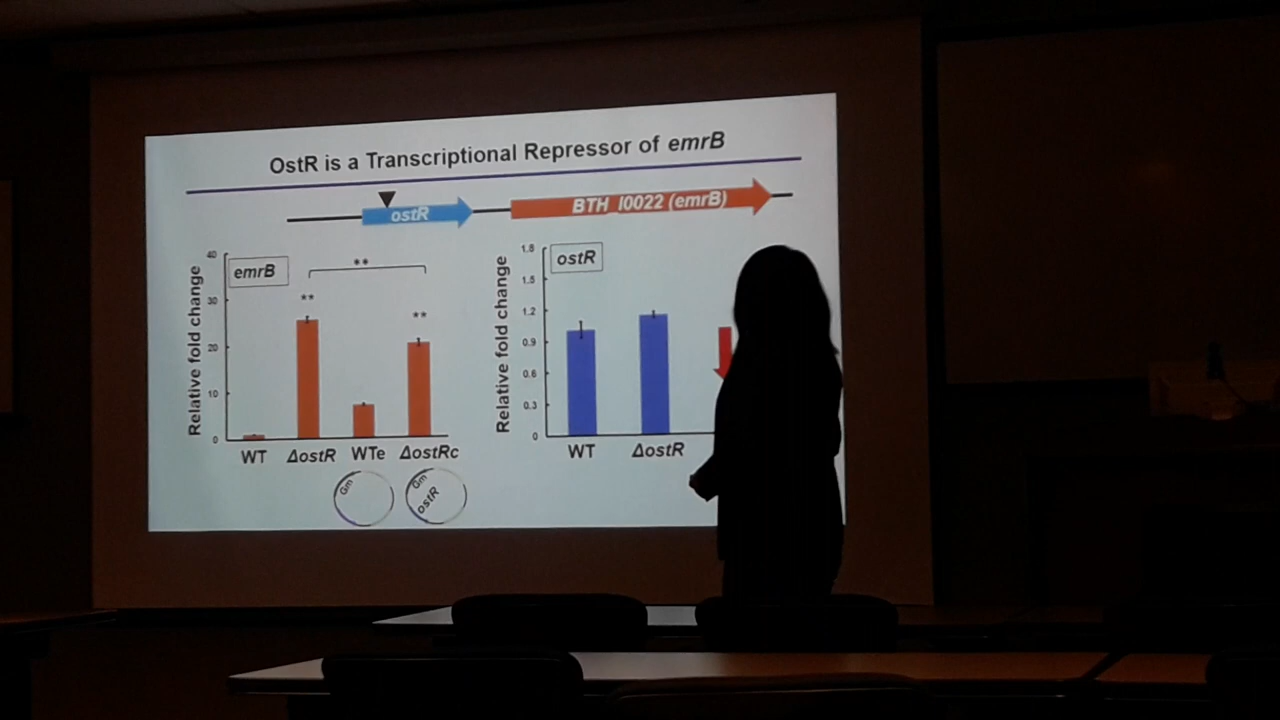 OstR is a Transcriptional Repressor of emrB
ostR
BTH_I0022 (emrB)
emrB
Relative fold change
40
30
20
10
0
**
**
**
WT ΔostR WTe ΔostRc
Gm
Gm
ostR
ostR
Relative fold change
1.8
1.5
1.2
0.9
0.6
0.3
0
WT ΔostR